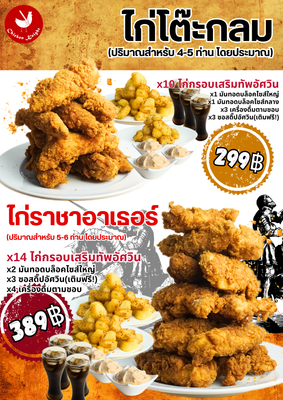 Chicken Knight
ไก่โต๊ะกลม
(ปริมาณสำหรับ 4-5 ท่าน โดยประมาณ)
x10 ไก่กรอบเสริมทัพอัศวิน
x1 มันทอดบล็อคไซส์ใหญ่
x1 มันทอดบล็อคไซส์กลาง
x3 เครื่องดื่มตามชอบ
x3 ซอสดิ้ปอัศวิน(เติมฟรี!)
299 ฿
ไก่ราชาอาเธอร์
(ปริมาณสำหรับ 5-6 ท่าน โดยประมาณ)
x14 ไก่กรอบเสริมทัพอัศวิน
x2 มันทอดบล็อคไซส์ใหญ่
x3 ซอสดิ้ปอัศวิน(เติมฟรี!)
x4 เครื่องดื่มตามชอบ
389 ฿